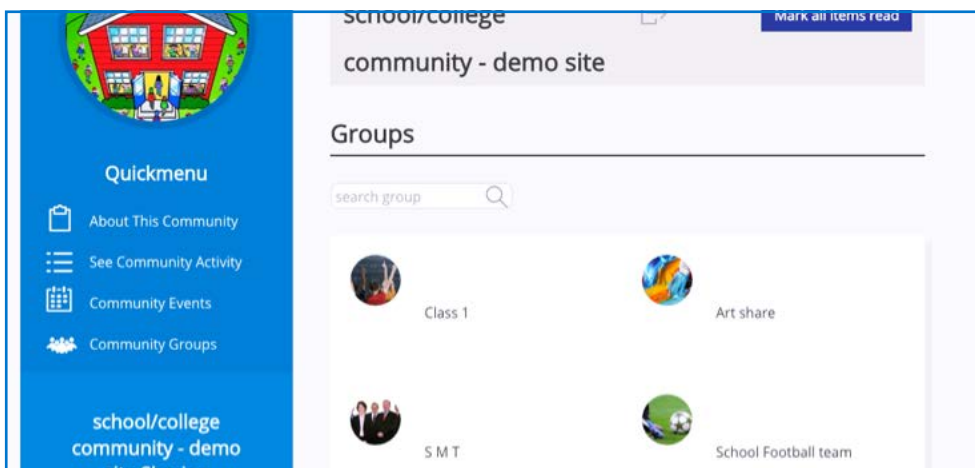 school/college
Mark all items read
community - demo site
Groups
Quickmenu
search group
About This Community
See Community Activity
Community Events
Community Groups
Class 1
Art share
school/college
community - demo
S M T
School Football team